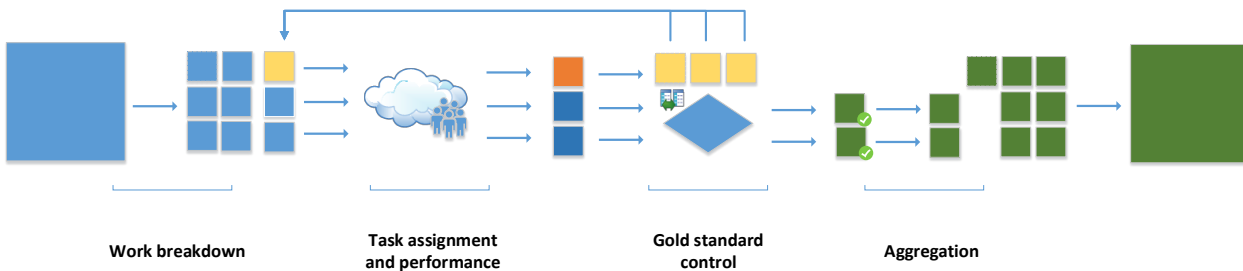 Work breakdown
Task assignment
and performance
Gold standard
control
Aggregation